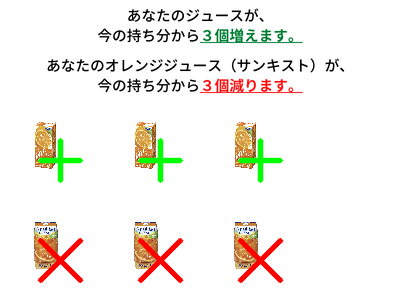 あなたのジュースが、
今の持ち分から３個増えます。
あなたのオレンジジュース（サンキスト）が、
今の持ち分から３個減ります。